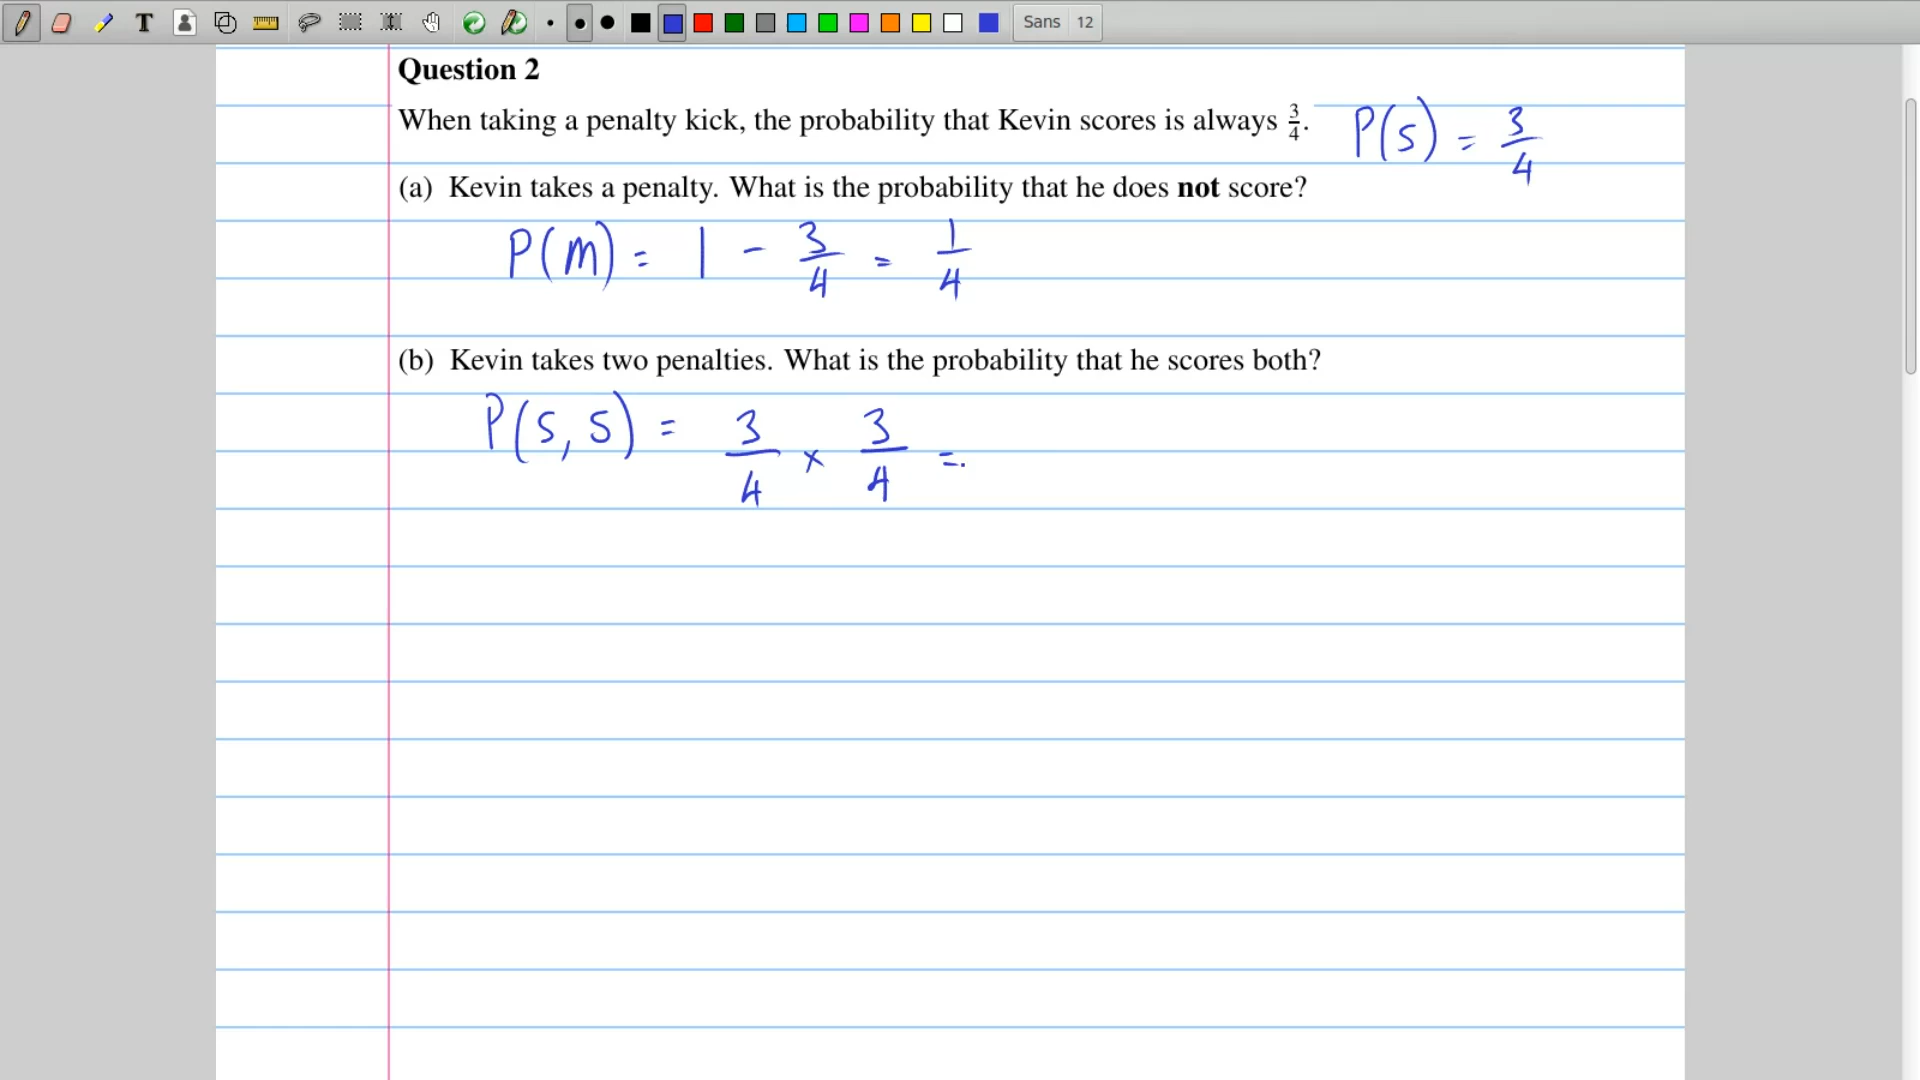 T Sans 12
Question 2
When taking a penalty kick, the probability that Kevin scores is always 3/4. P(S) = 3/4
(a) Kevin takes a penalty. What is the probability that he does not score?
P(M) = 1 - 3/4 = 1/4
(b) Kevin takes two penalties. What is the probability that he scores both?
P(S, S) = 3/4 × 3/4 =